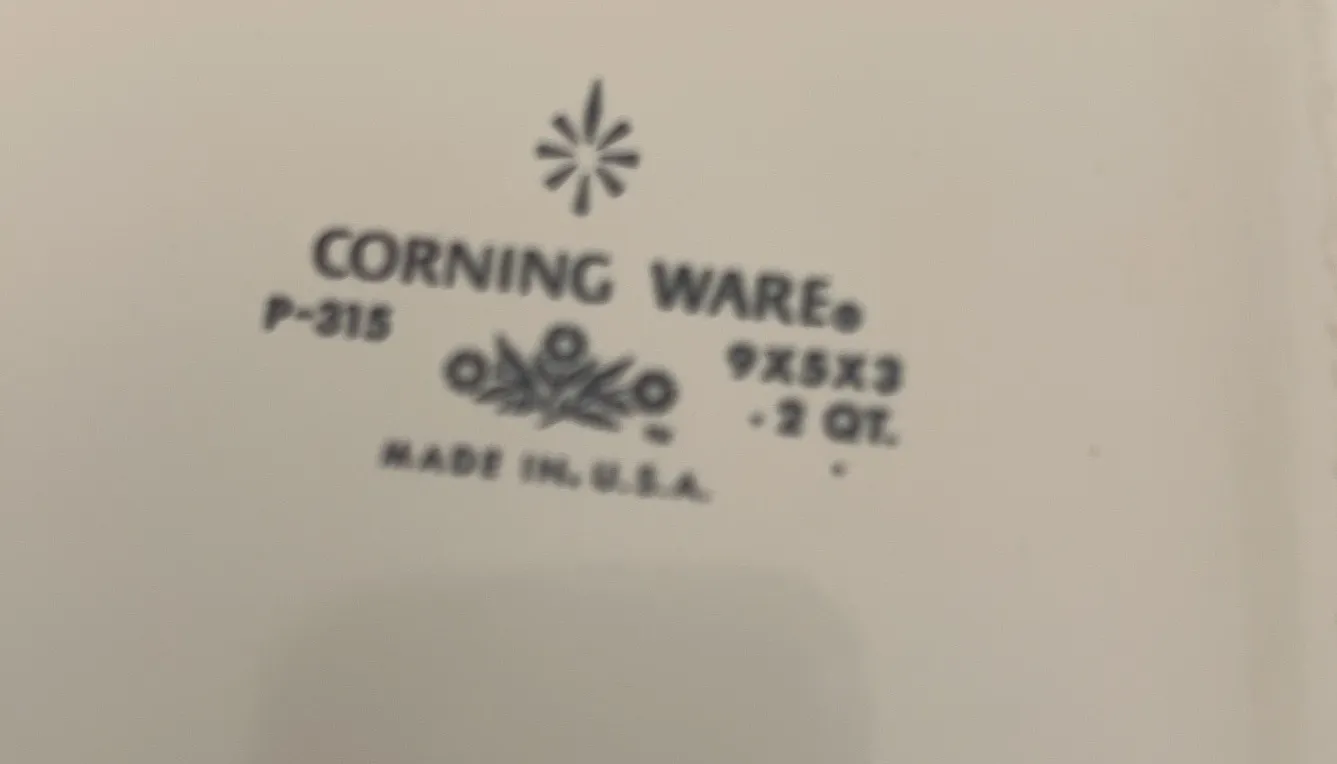 CORNING WARE®
P-315
9X5X3
2 QT.
MADE IN U.S.A.